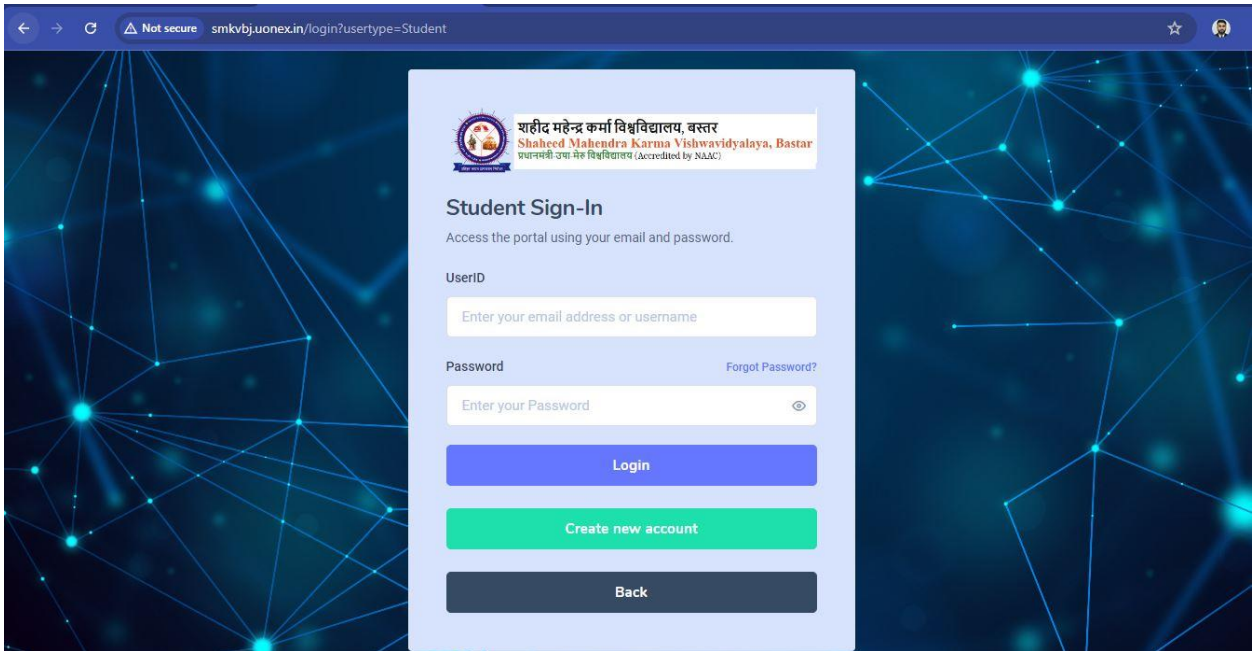 Not secure smkvbj.uonex.in/login?usertype=Student
शहीद महेन्द्र कर्मा विश्वविद्यालय, बस्तर
Shaheed Mahendra Karma Vishwavidyalaya, Bastar
प्रधानमंत्री-उषा-मेरु विश्वविद्यालय (Accredited by NAAC)
Student Sign-In
Access the portal using your email and password.
UserID
Enter your email address or username
Password Forgot Password?
Enter your Password
Login
Create new account
Back